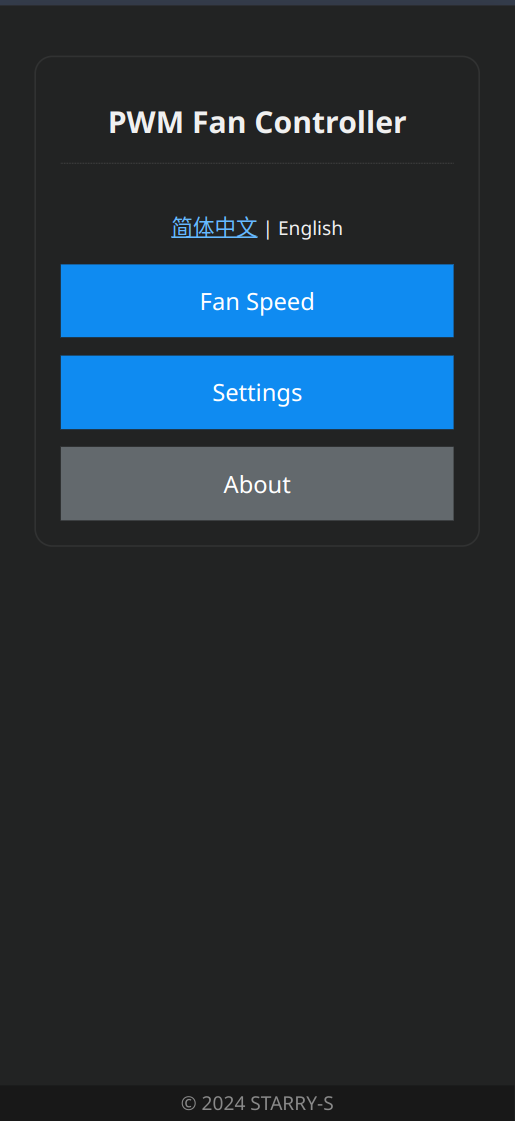 PWM Fan Controller
简体中文 | English
Fan Speed
Settings
About
© 2024 STARRY-S